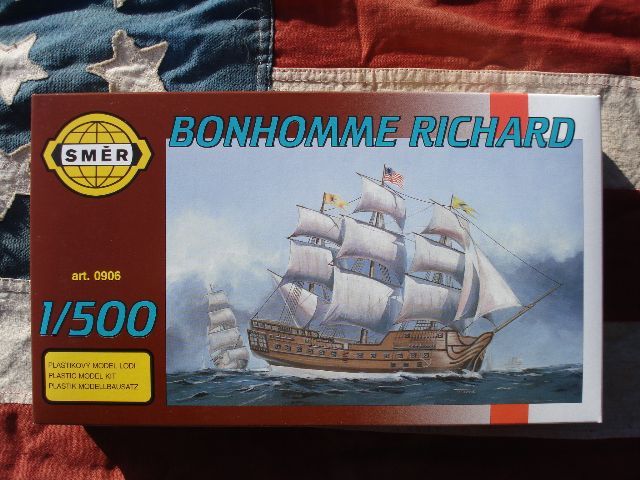 SMĚR
BONHOMME RICHARD
art. 0906
1/500
PLASTIKOVÝ MODEL LODI
PLASTIC MODEL KIT
PLASTIK MODELLBAUSATZ